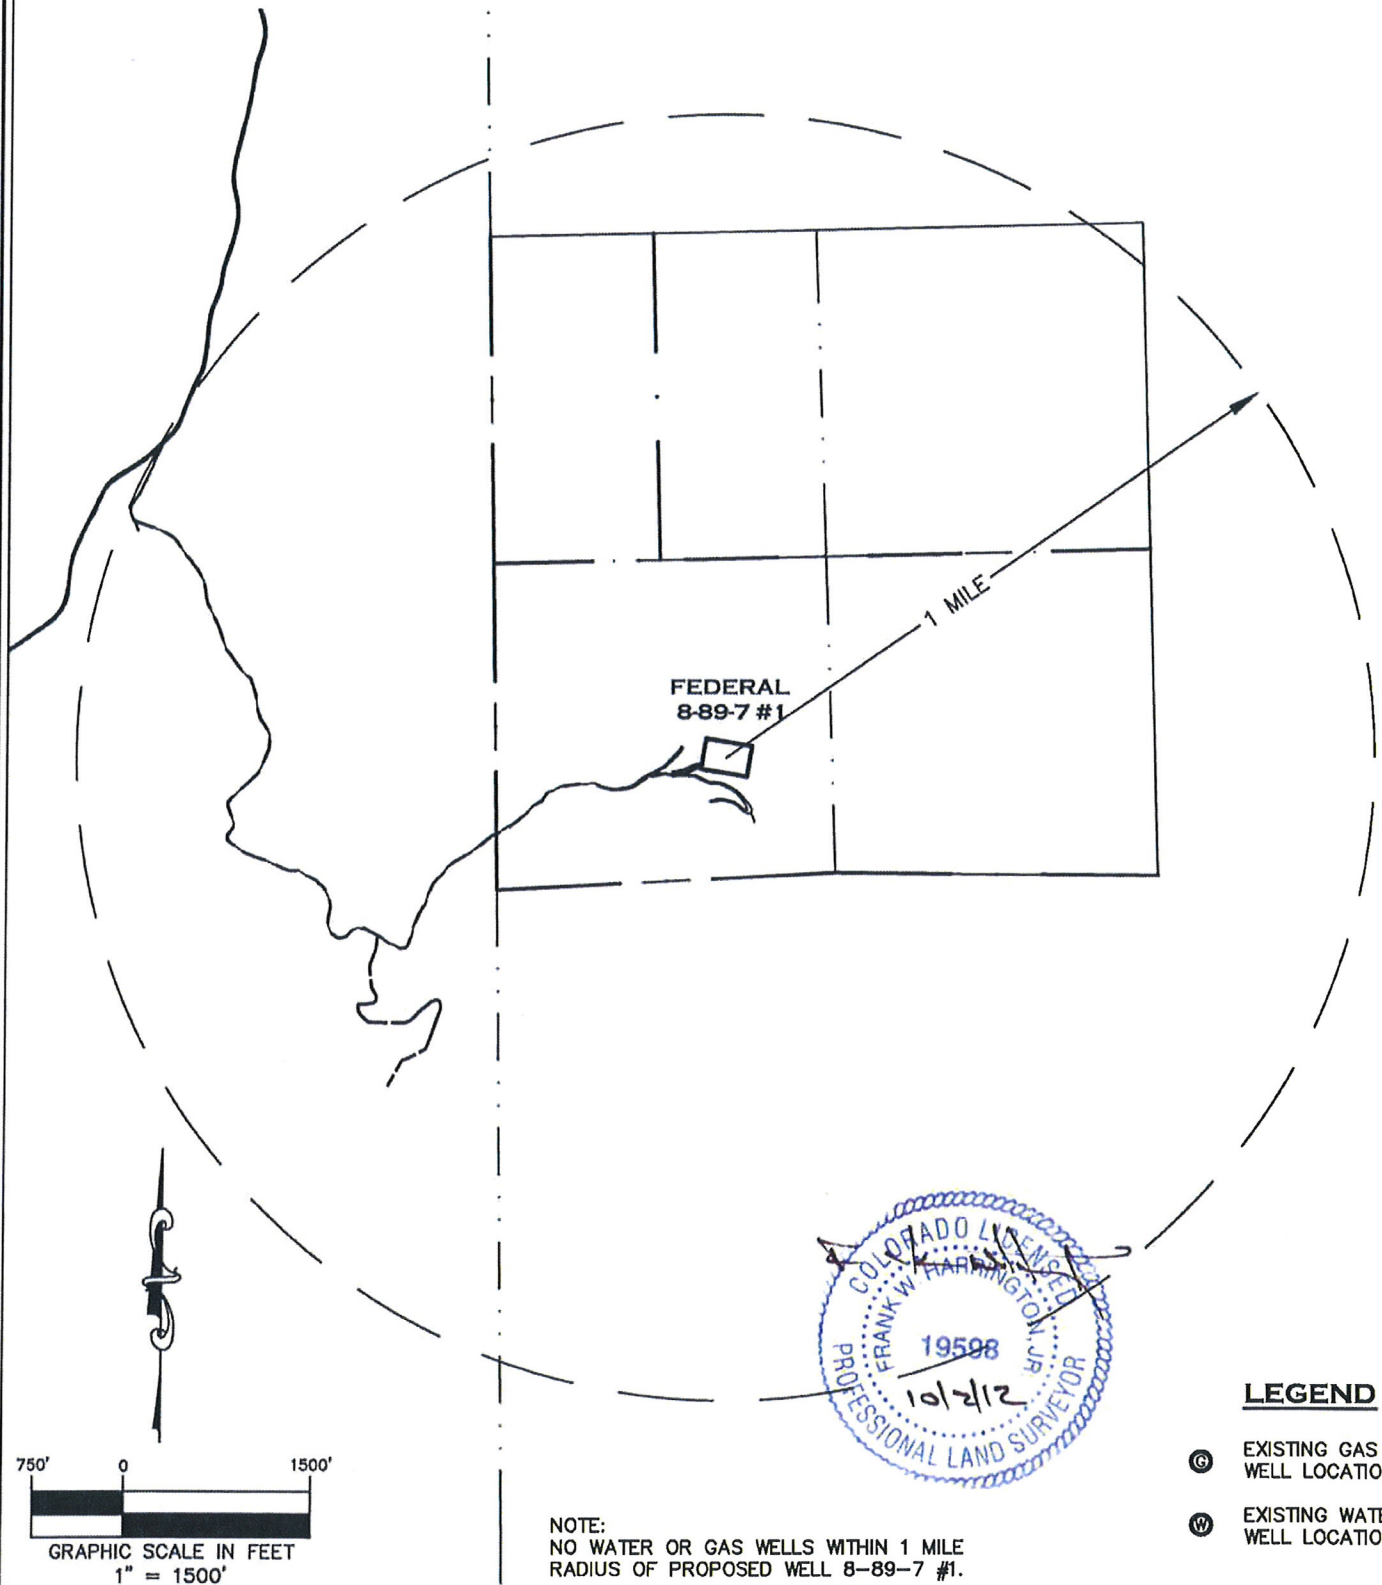 FEDERAL
8-89-7 #1
1 MILE
COLORADO LICENSED
FRANK W. HARRINGTON, JR.
19598
10/2/12
PROFESSIONAL LAND SURVEYOR
LEGEND
G EXISTING GAS
WELL LOCATIO
W EXISTING WATE
WELL LOCATIO
750' 0 1500'
GRAPHIC SCALE IN FEET
1" = 1500'
NOTE:
NO WATER OR GAS WELLS WITHIN 1 MILE
RADIUS OF PROPOSED WELL 8-89-7 #1.